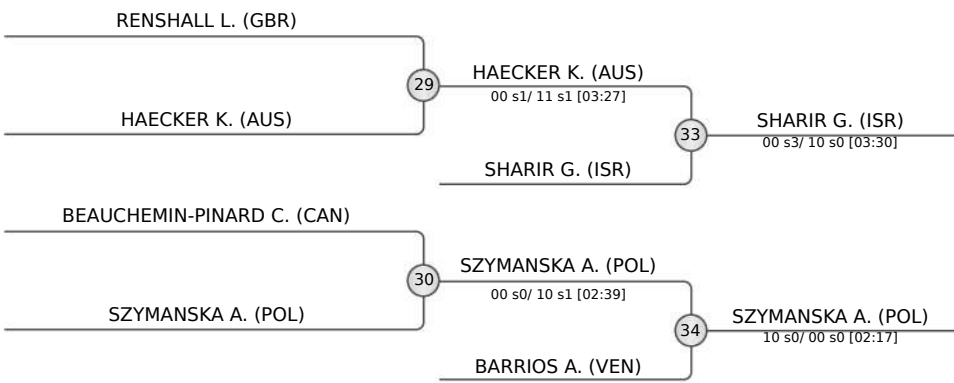 RENSHALL L. (GBR)
29
HAECKER K. (AUS)
00 s1/ 11 s1 [03:27]
HAECKER K. (AUS)
33
SHARIR G. (ISR)
00 s3/ 10 s0 [03:30]
SHARIR G. (ISR)
BEAUCHEMIN-PINARD C. (CAN)
30
SZYMANSKA A. (POL)
00 s0/ 10 s1 [02:39]
SZYMANSKA A. (POL)
34
SZYMANSKA A. (POL)
10 s0/ 00 s0 [02:17]
BARRIOS A. (VEN)